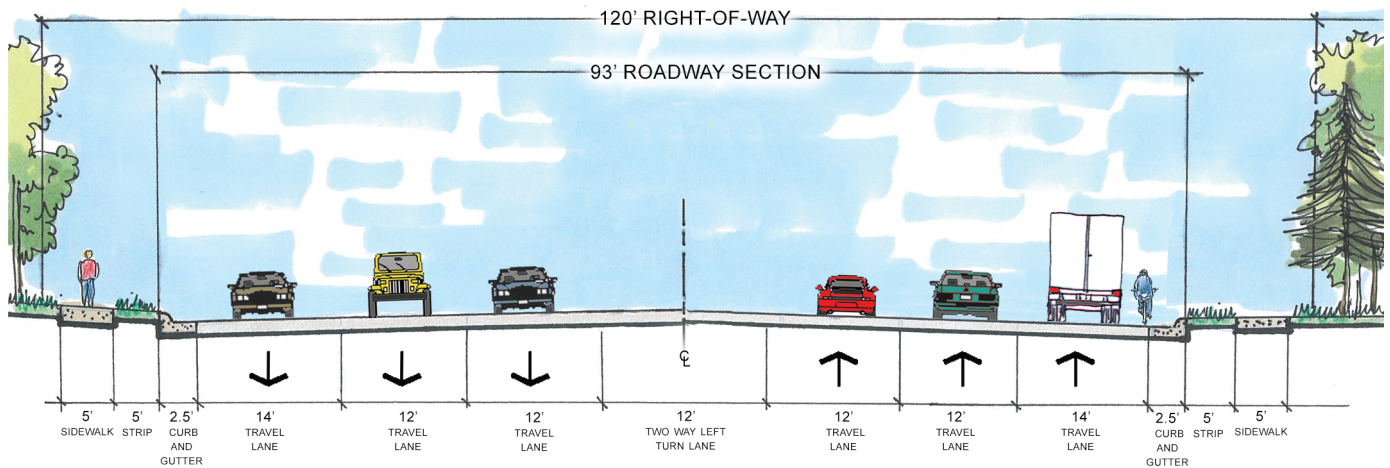 120' RIGHT-OF-WAY
93' ROADWAY SECTION
℄
5'
SIDEWALK
5'
STRIP
2.5'
CURB
AND
GUTTER
14'
TRAVEL
LANE
12'
TRAVEL
LANE
12'
TRAVEL
LANE
12'
TWO WAY LEFT
TURN LANE
12'
TRAVEL
LANE
12'
TRAVEL
LANE
14'
TRAVEL
LANE
2.5'
CURB
AND
GUTTER
5'
STRIP
5'
SIDEWALK